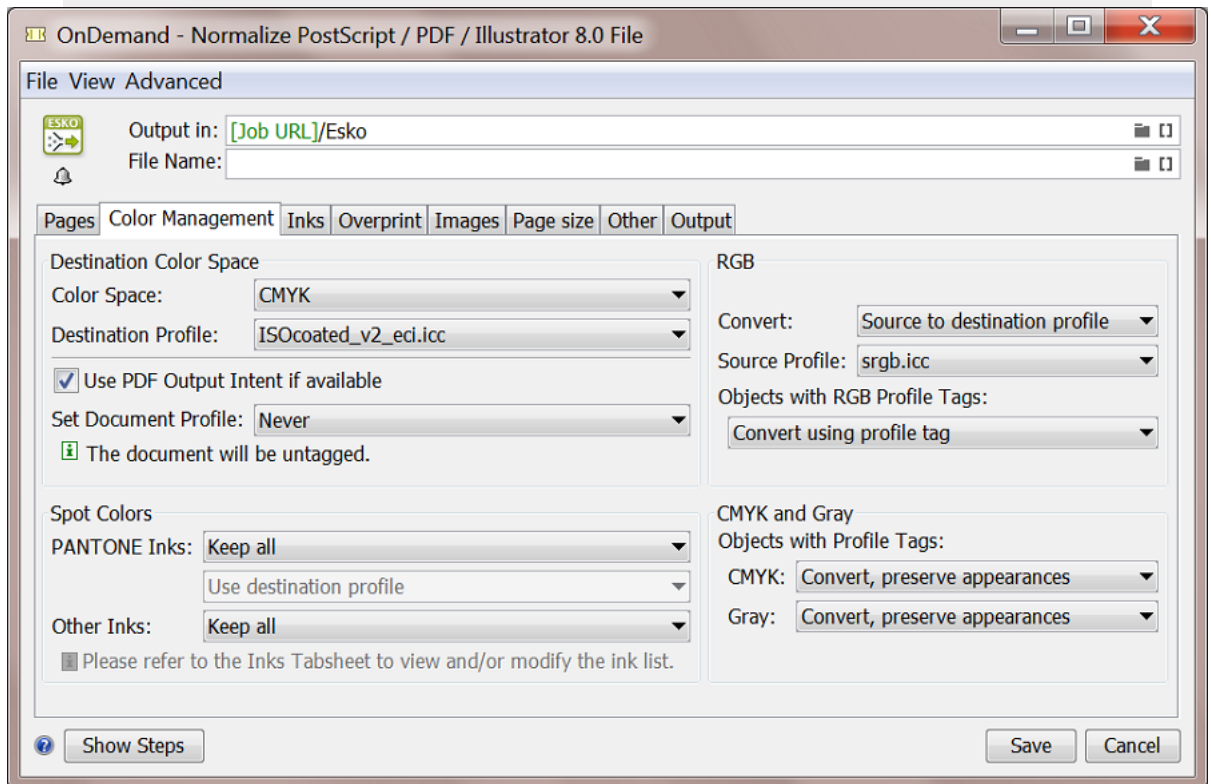 OnDemand - Normalize PostScript / PDF / Illustrator 8.0 File
File View Advanced
ESKO
Output in: [Job URL]/Esko
File Name:
Pages Color Management Inks Overprint Images Page size Other Output
Destination Color Space
Color Space: CMYK
Destination Profile: ISOcoated_v2_eci.icc
Use PDF Output Intent if available
Set Document Profile: Never
The document will be untagged.
RGB
Convert: Source to destination profile
Source Profile: srgb.icc
Objects with RGB Profile Tags:
Convert using profile tag
Spot Colors
PANTONE Inks: Keep all
Use destination profile
Other Inks: Keep all
Please refer to the Inks Tabsheet to view and/or modify the ink list.
CMYK and Gray
Objects with Profile Tags:
CMYK: Convert, preserve appearances
Gray: Convert, preserve appearances
Show Steps
Save
Cancel